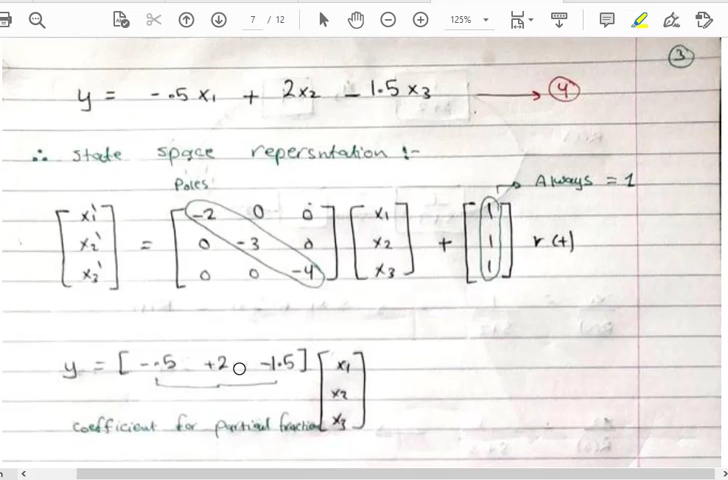 7 / 12
125%
3
y = -.5 x1 + 2x2 - 1.5 x3 → 4
∴ state space repersntation :-
Poles
Always = 1
[x1˙ x2˙ x3˙] = [-2 0 0 0 -3 0 0 0 -4] [x1 x2 x3] + [1 1 1] r(t)
y = [-.5 +2 -1.5] [x1 x2 x3]
coefficient for partical fraction